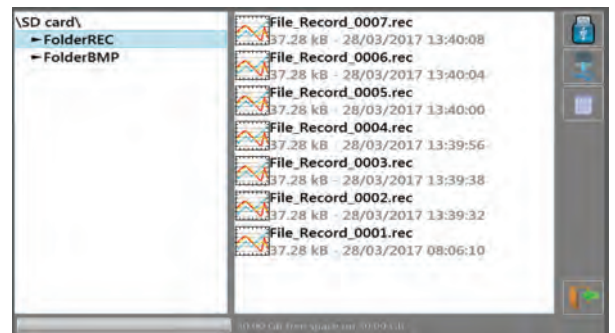 \SD card\
FolderREC
FolderBMP
File_Record_0007.rec
37.28 kB - 28/03/2017 13:40:08
File_Record_0006.rec
37.28 kB - 28/03/2017 13:40:04
File_Record_0005.rec
37.28 kB - 28/03/2017 13:40:00
File_Record_0004.rec
37.28 kB - 28/03/2017 13:39:56
File_Record_0003.rec
37.28 kB - 28/03/2017 13:39:38
File_Record_0002.rec
37.28 kB - 28/03/2017 13:39:32
File_Record_0001.rec
37.28 kB - 28/03/2017 08:06:10
free space on